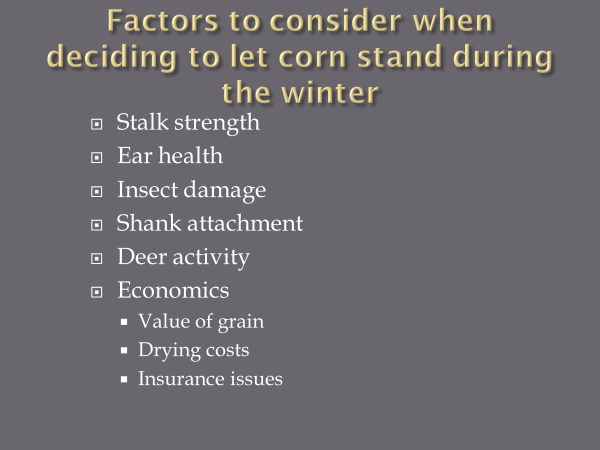 Factors to consider when
deciding to let corn stand during
the winter
Stalk strength
Ear health
Insect damage
Shank attachment
Deer activity
Economics
Value of grain
Drying costs
Insurance issues